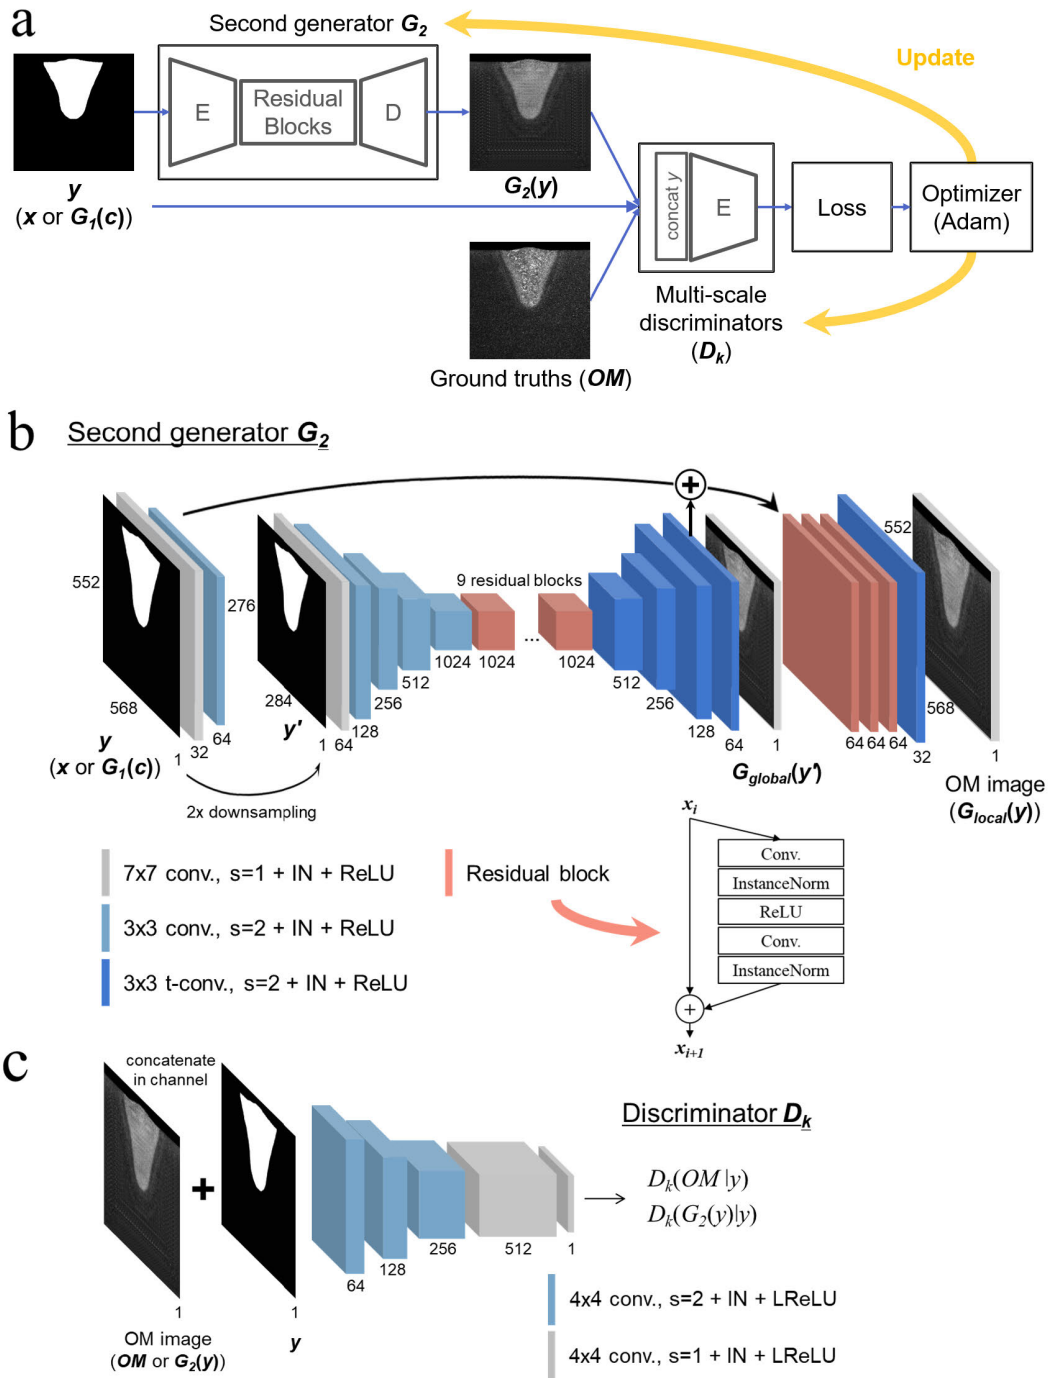 a
Second generator G2
E
Residual
Blocks
D
Update
y
(x or G1(c))
G2(y)
concat y
E
Loss
Optimizer
(Adam)
Multi-scale
discriminators
(Dk)
Ground truths (OM)
b
Second generator G2
552
568
y
(x or G1(c))
1
32
64
2x downsampling
276
284
y'
1
64
128
256
512
1024
9 residual blocks
1024
...
1024
512
256
128
64
1
Gglobal(y')
64
64
64
32
552
568
1
OM image
(Glocal(y))
7x7 conv., s=1 + IN + ReLU
3x3 conv., s=2 + IN + ReLU
3x3 t-conv., s=2 + IN + ReLU
Residual block
xi
Conv.
InstanceNorm
ReLU
Conv.
InstanceNorm
+
xi+1
c
concatenate
in channel
+
1
OM image
(OM or G2(y))
1
y
64
128
256
512
1
Discriminator Dk
Dk(OM|y)
Dk(G2(y)|y)
4x4 conv., s=2 + IN + LReLU
4x4 conv., s=1 + IN + LReLU